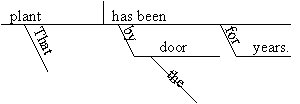 plant has been
That by for
door years.
the